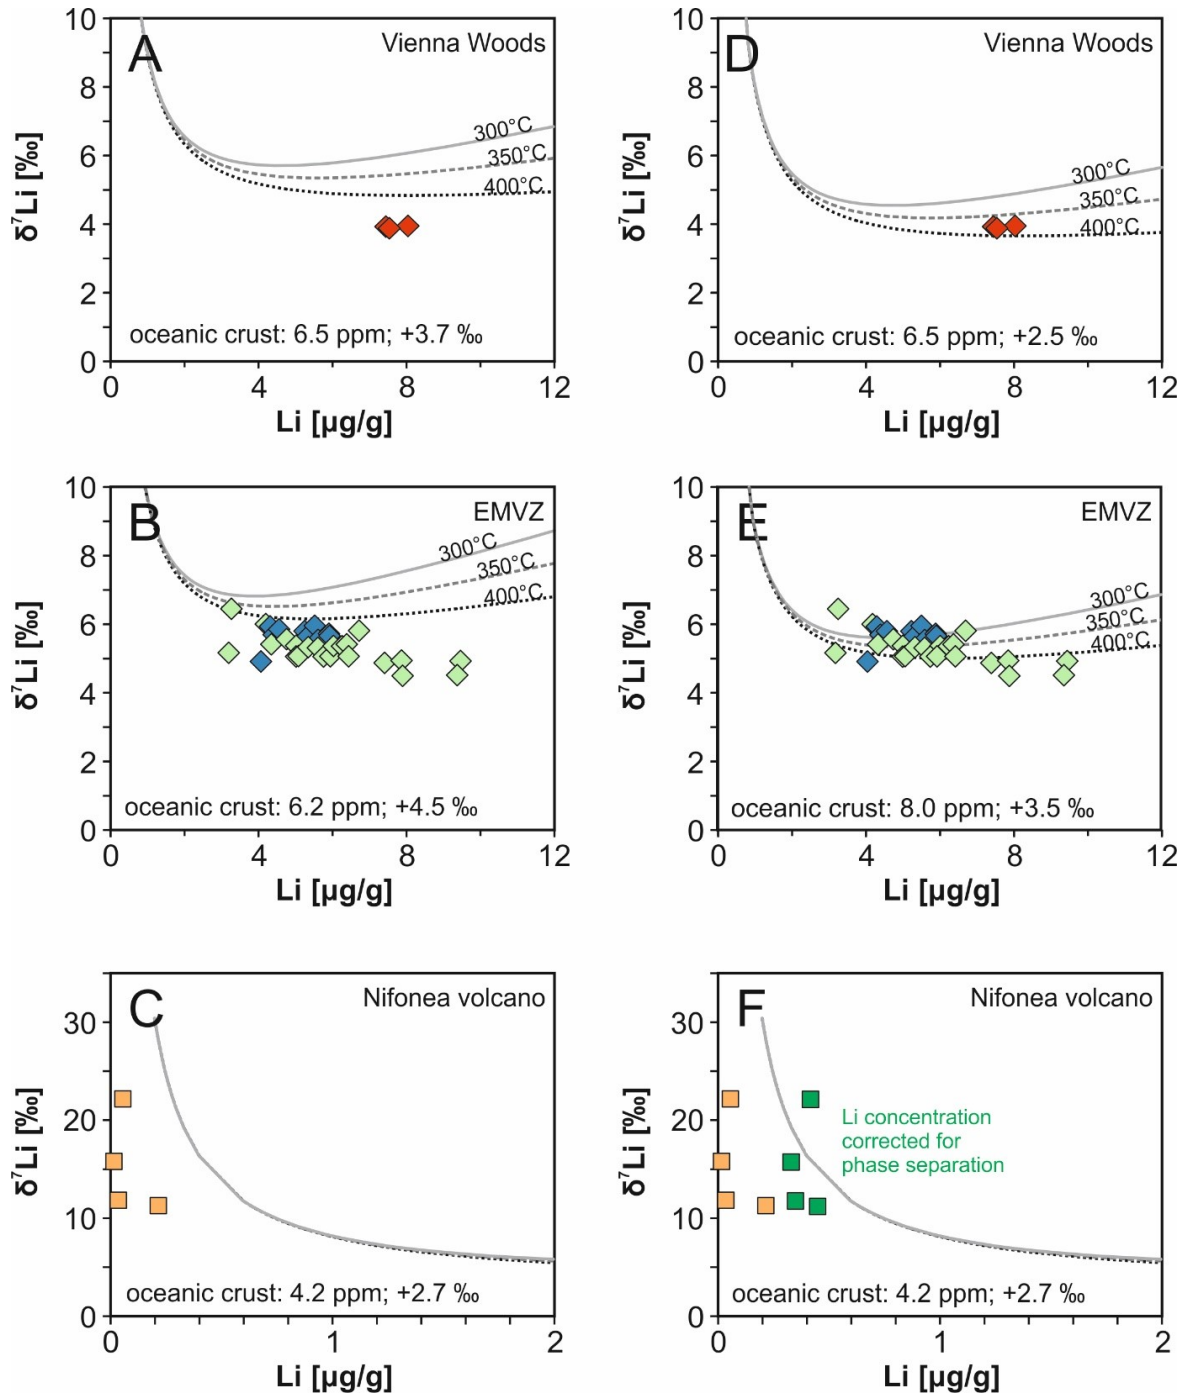 A
Vienna Woods
10
8
6
4
2
0
δ⁷Li [‰]
300°C
350°C
400°C
oceanic crust: 6.5 ppm; +3.7 ‰
0 4 8 12
Li [µg/g]
D
Vienna Woods
10
8
6
4
2
0
δ⁷Li [‰]
300°C
350°C
400°C
oceanic crust: 6.5 ppm; +2.5 ‰
0 4 8 12
Li [µg/g]
B
EMVZ
10
8
6
4
2
0
δ⁷Li [‰]
300°C
350°C
400°C
oceanic crust: 6.2 ppm; +4.5 ‰
0 4 8 12
Li [µg/g]
E
EMVZ
10
8
6
4
2
0
δ⁷Li [‰]
300°C
350°C
400°C
oceanic crust: 8.0 ppm; +3.5 ‰
0 4 8 12
Li [µg/g]
C
Nifonea volcano
30
20
10
0
δ⁷Li [‰]
oceanic crust: 4.2 ppm; +2.7 ‰
0 1 2
Li [µg/g]
F
Nifonea volcano
30
20
10
0
δ⁷Li [‰]
Li concentration
corrected for
phase separation
oceanic crust: 4.2 ppm; +2.7 ‰
0 1 2
Li [µg/g]